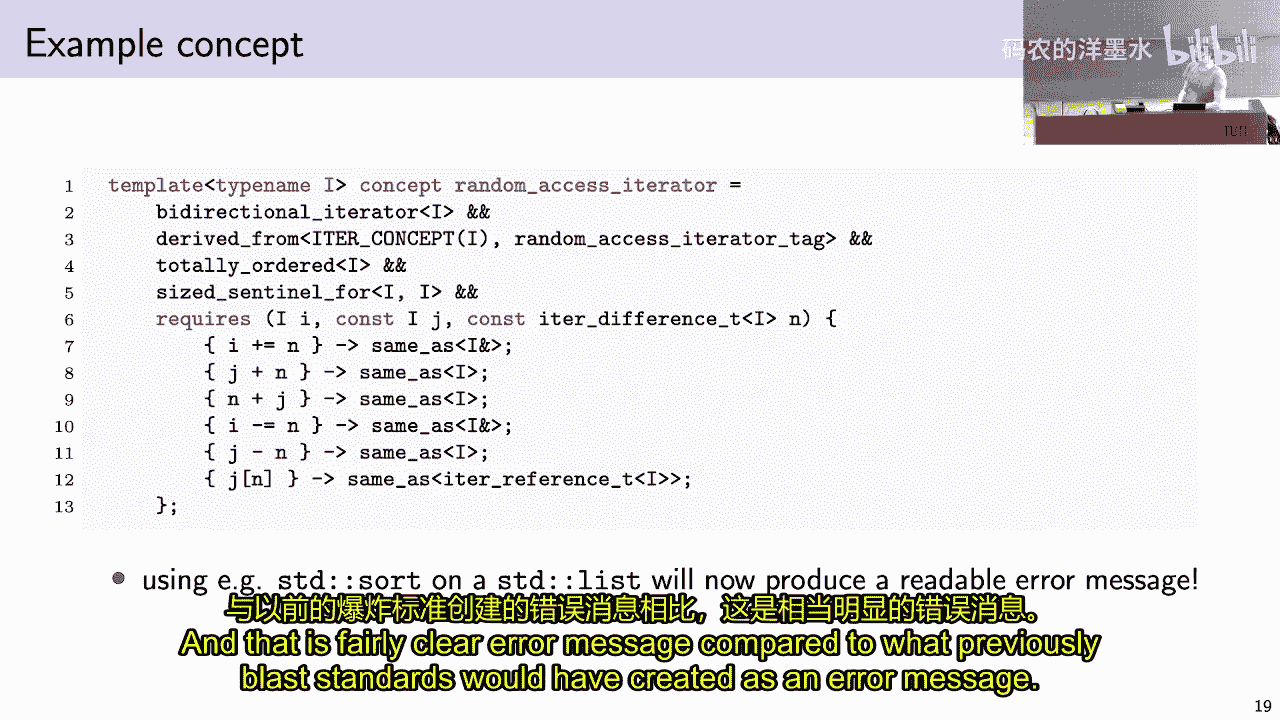 Example concept
码农的洋墨水 bilibili
TUM
1 template<typename I> concept random_access_iterator =
2 bidirectional_iterator<I> &&
3 derived_from<ITER_CONCEPT(I), random_access_iterator_tag> &&
4 totally_ordered<I> &&
5 sized_sentinel_for<I, I> &&
6 requires (I i, const I j, const iter_difference_t<I> n) {
7 { i += n } -> same_as<I&>;
8 { j + n } -> same_as<I>;
9 { n + j } -> same_as<I>;
10 { i -= n } -> same_as<I&>;
11 { j - n } -> same_as<I>;
12 { j[n] } -> same_as<iter_reference_t<I>>;
13 };
• using e.g. std::sort on a std::list will now produce a readable error message!
与以前的爆炸标准创建的错误消息相比，这是相当明显的错误消息。
And that is fairly clear error message compared to what previously
blast standards would have created as an error message.
19